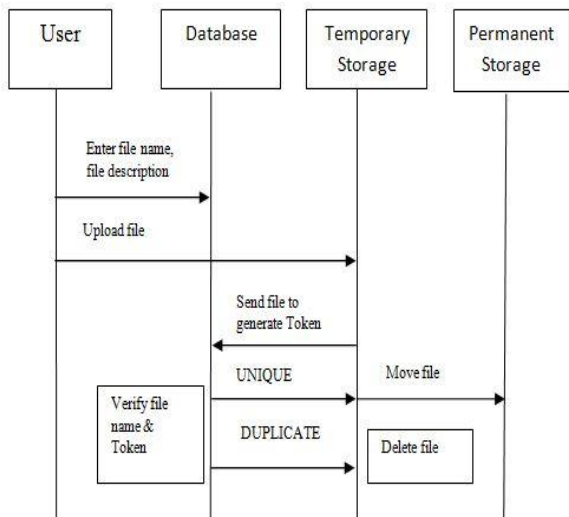 User
Database
Temporary
Storage
Permanent
Storage
Enter file name,
file description
Upload file
Send file to
generate Token
UNIQUE
Move file
Verify file
name &
Token
DUPLICATE
Delete file